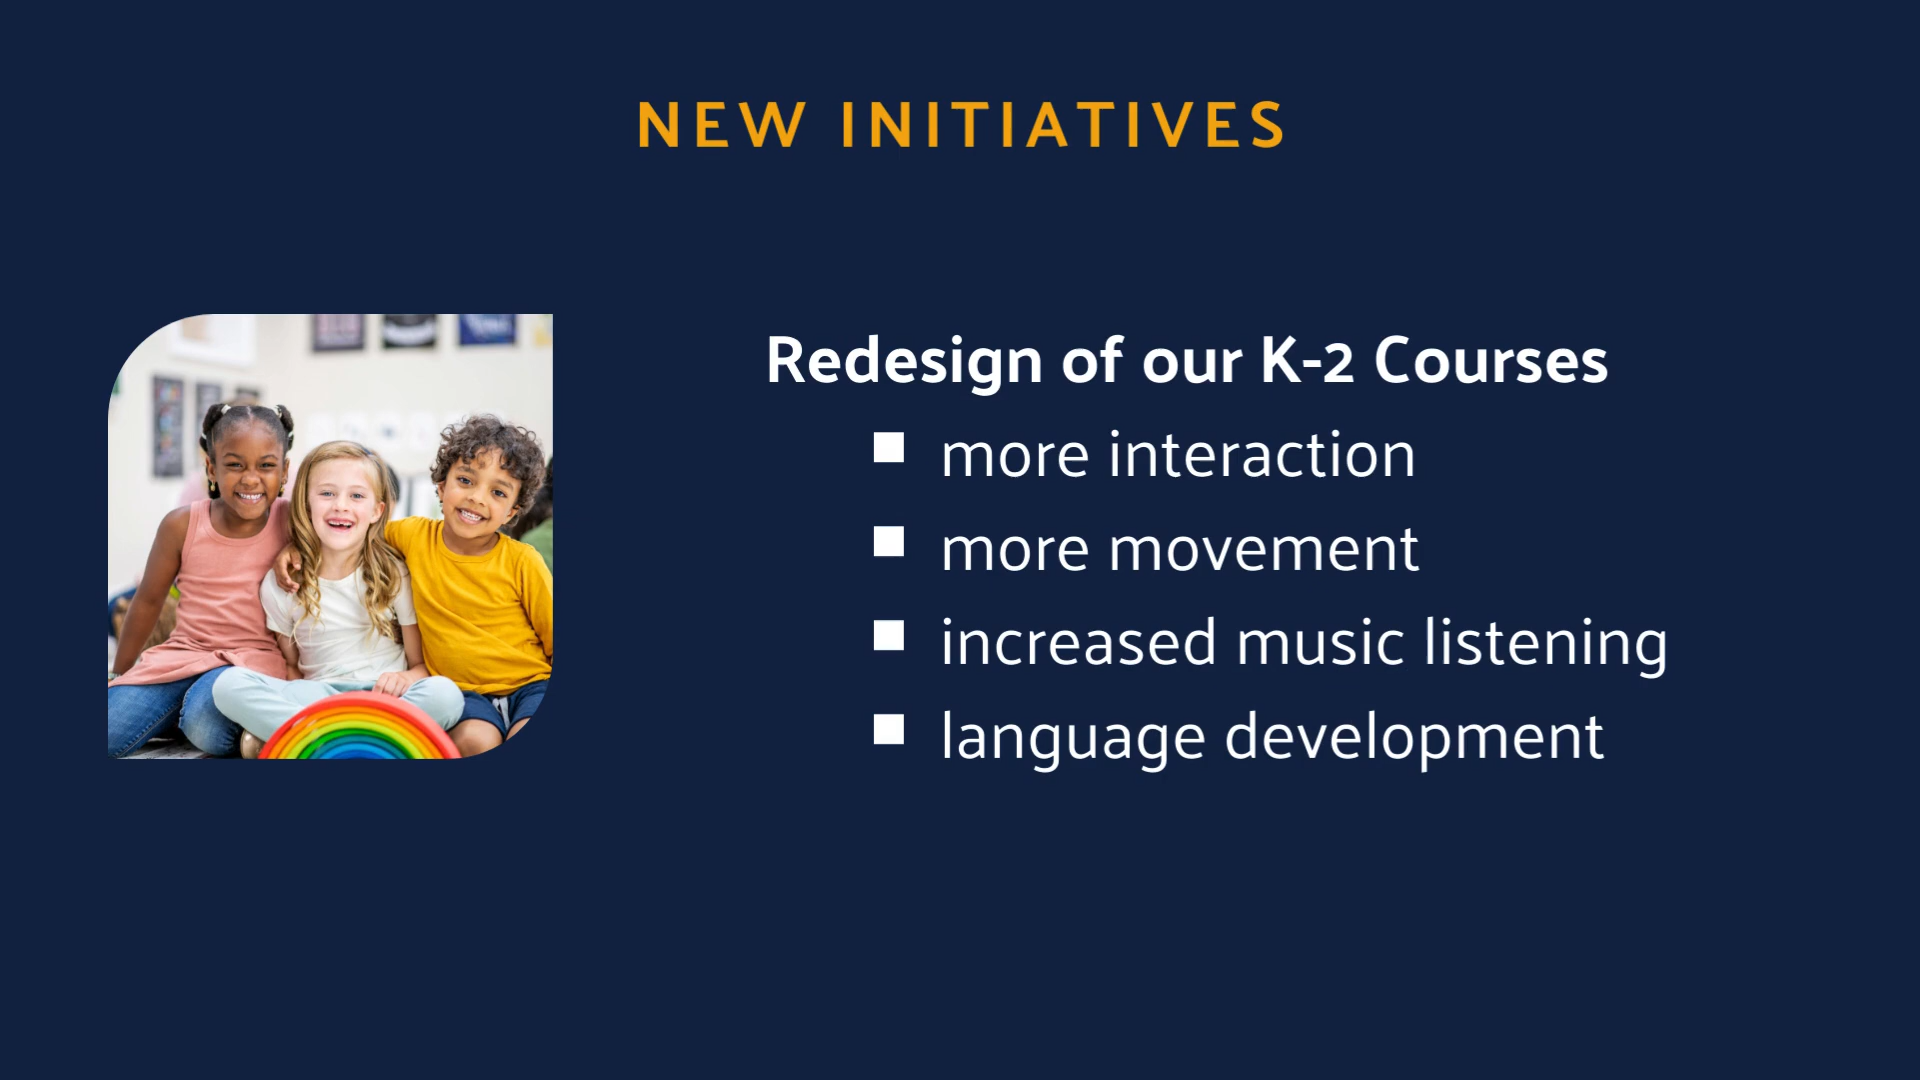 NEW INITIATIVES
Redesign of our K-2 Courses
■ more interaction
■ more movement
■ increased music listening
■ language development